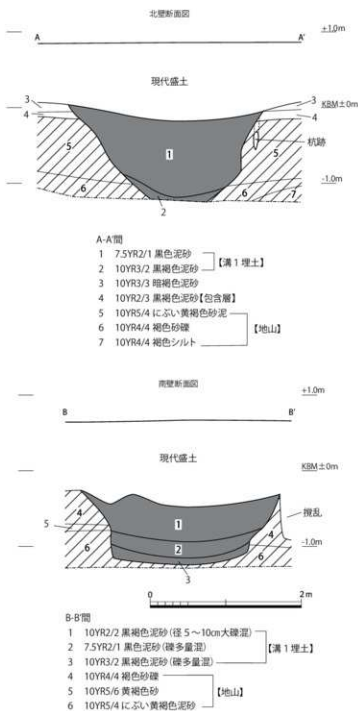 北壁断面図
A A'
±1.0m
現代盛土
3 3
KBM±0m
4 4
杭跡
5 1 5
-1.0m
6 6 7
2
A-A'間
1 7.5YR2/1 黒色泥砂
2 10YR3/2 黒褐色泥砂
【溝1埋土】
3 10YR3/3 暗褐色泥砂
4 10YR2/3 黒褐色泥砂【包含層】
5 10YR5/4 にぶい黄褐色砂泥
6 10YR4/4 褐色砂礫
7 10YR4/4 褐色シルト
【地山】
南壁断面図
+1.0m
B B'
現代盛土
KBM±0m
4 1 4
撹乱
5
6 2 6
-1.0m
3
0 2m
B-B'間
1 10YR2/2 黒褐色泥砂(径5~10cm大礫混)
2 7.5YR2/1 黒色泥砂(礫多量混)
3 10YR3/2 黒褐色泥砂(礫多量混)
【溝1埋土】
4 10YR4/4 褐色砂礫
5 10YR5/6 黄褐色砂
6 10YR5/4 にぶい黄褐色泥砂
【地山】